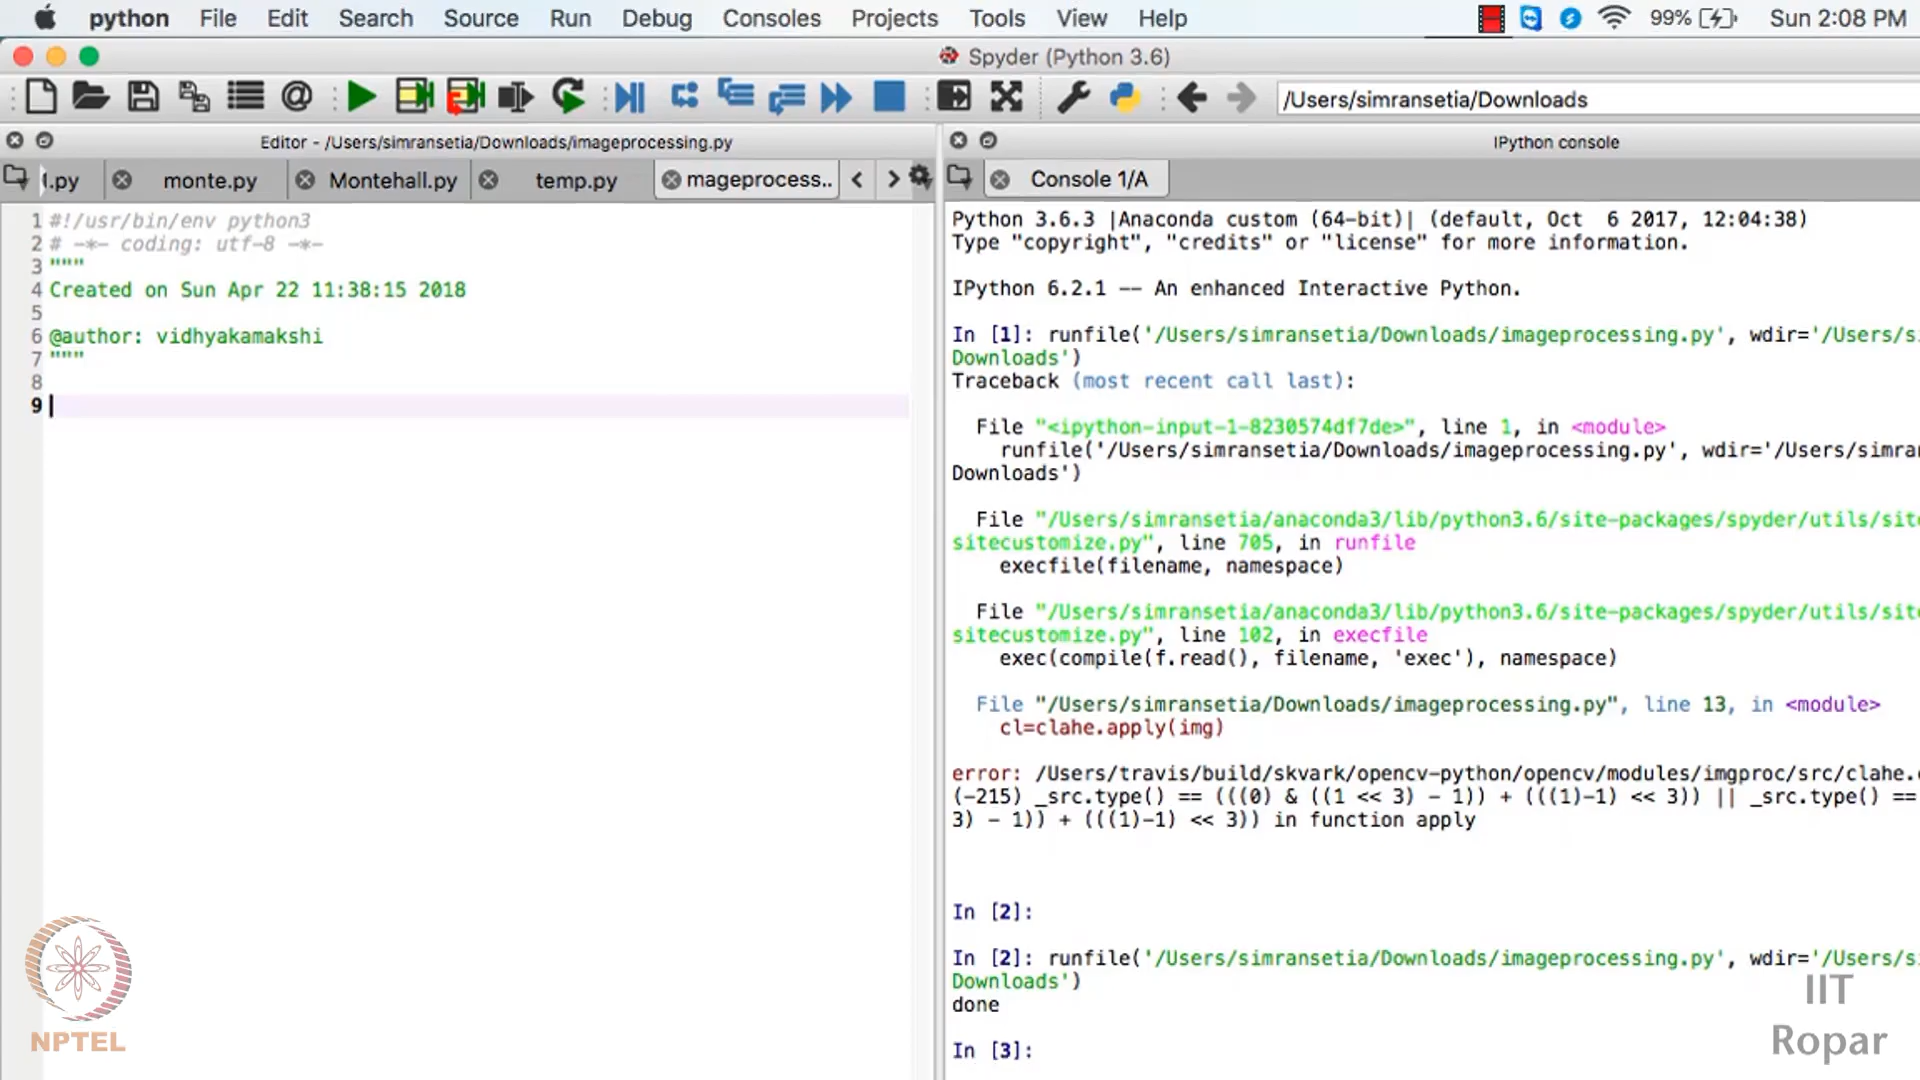 python File Edit Search Source Run Debug Consoles Projects Tools View Help 99% Sun 2:08 PM
Spyder (Python 3.6)
/Users/simransetia/Downloads
Editor - /Users/simransetia/Downloads/imageprocessing.py
.py monte.py Montehall.py temp.py mageprocess..
1 #!/usr/bin/env python3
2 # -*- coding: utf-8 -*-
3 """
4 Created on Sun Apr 22 11:38:15 2018
5
6 @author: vidhyakamakshi
7 """
8
9
IPython console
Console 1/A
Python 3.6.3 |Anaconda custom (64-bit)| (default, Oct  6 2017, 12:04:38)
Type "copyright", "credits" or "license" for more information.
IPython 6.2.1 -- An enhanced Interactive Python.
In [1]: runfile('/Users/simransetia/Downloads/imageprocessing.py', wdir='/Users/s
Downloads')
Traceback (most recent call last):
File "<ipython-input-1-8230574df7de>", line 1, in <module>
runfile('/Users/simransetia/Downloads/imageprocessing.py', wdir='/Users/simra
Downloads')
File "/Users/simransetia/anaconda3/lib/python3.6/site-packages/spyder/utils/sit
sitecustomize.py", line 705, in runfile
execfile(filename, namespace)
File "/Users/simransetia/anaconda3/lib/python3.6/site-packages/spyder/utils/sit
sitecustomize.py", line 102, in execfile
exec(compile(f.read(), filename, 'exec'), namespace)
File "/Users/simransetia/Downloads/imageprocessing.py", line 13, in <module>
cl=clahe.apply(img)
error: /Users/travis/build/skvark/opencv-python/opencv/modules/imgproc/src/clahe.
(-215) _src.type() == (((0) & ((1 << 3) - 1)) + (((1)-1) << 3)) || _src.type() ==
3) - 1)) + (((1)-1) << 3)) in function apply
In [2]:
In [2]: runfile('/Users/simransetia/Downloads/imageprocessing.py', wdir='/Users/s
Downloads')
done
In [3]:
NPTEL
IIT
Ropar